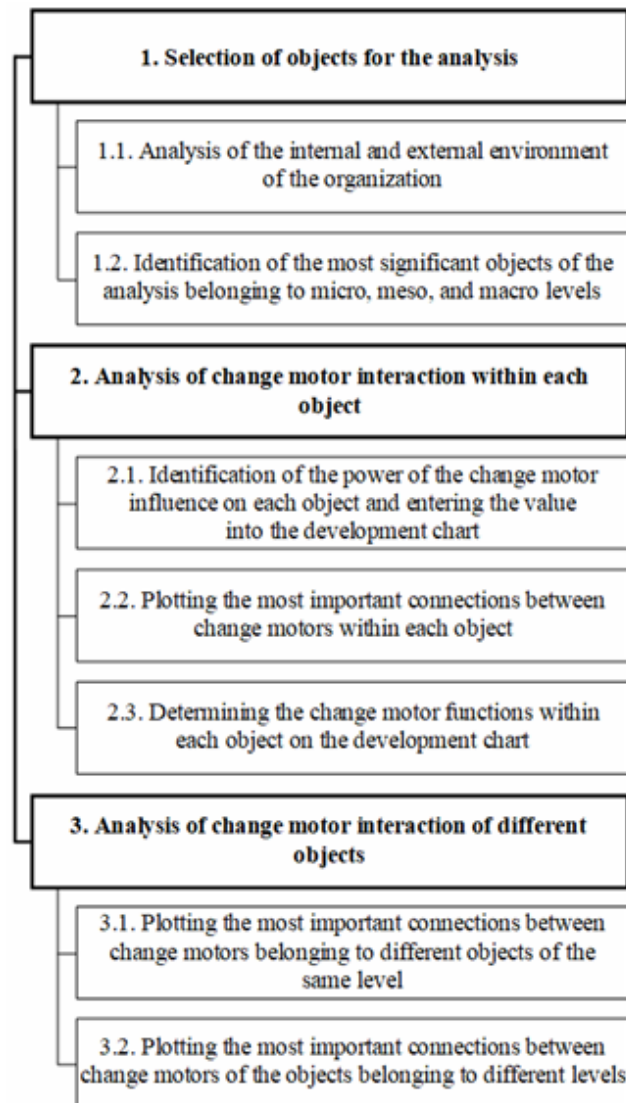 1. Selection of objects for the analysis
1.1. Analysis of the internal and external environment
of the organization
1.2. Identification of the most significant objects of the
analysis belonging to micro, meso, and macro levels
2. Analysis of change motor interaction within each
object
2.1. Identification of the power of the change motor
influence on each object and entering the value
into the development chart
2.2. Plotting the most important connections between
change motors within each object
2.3. Determining the change motor functions within
each object on the development chart
3. Analysis of change motor interaction of different
objects
3.1. Plotting the most important connections between
change motors belonging to different objects of the
same level
3.2. Plotting the most important connections between
change motors of the objects belonging to different levels